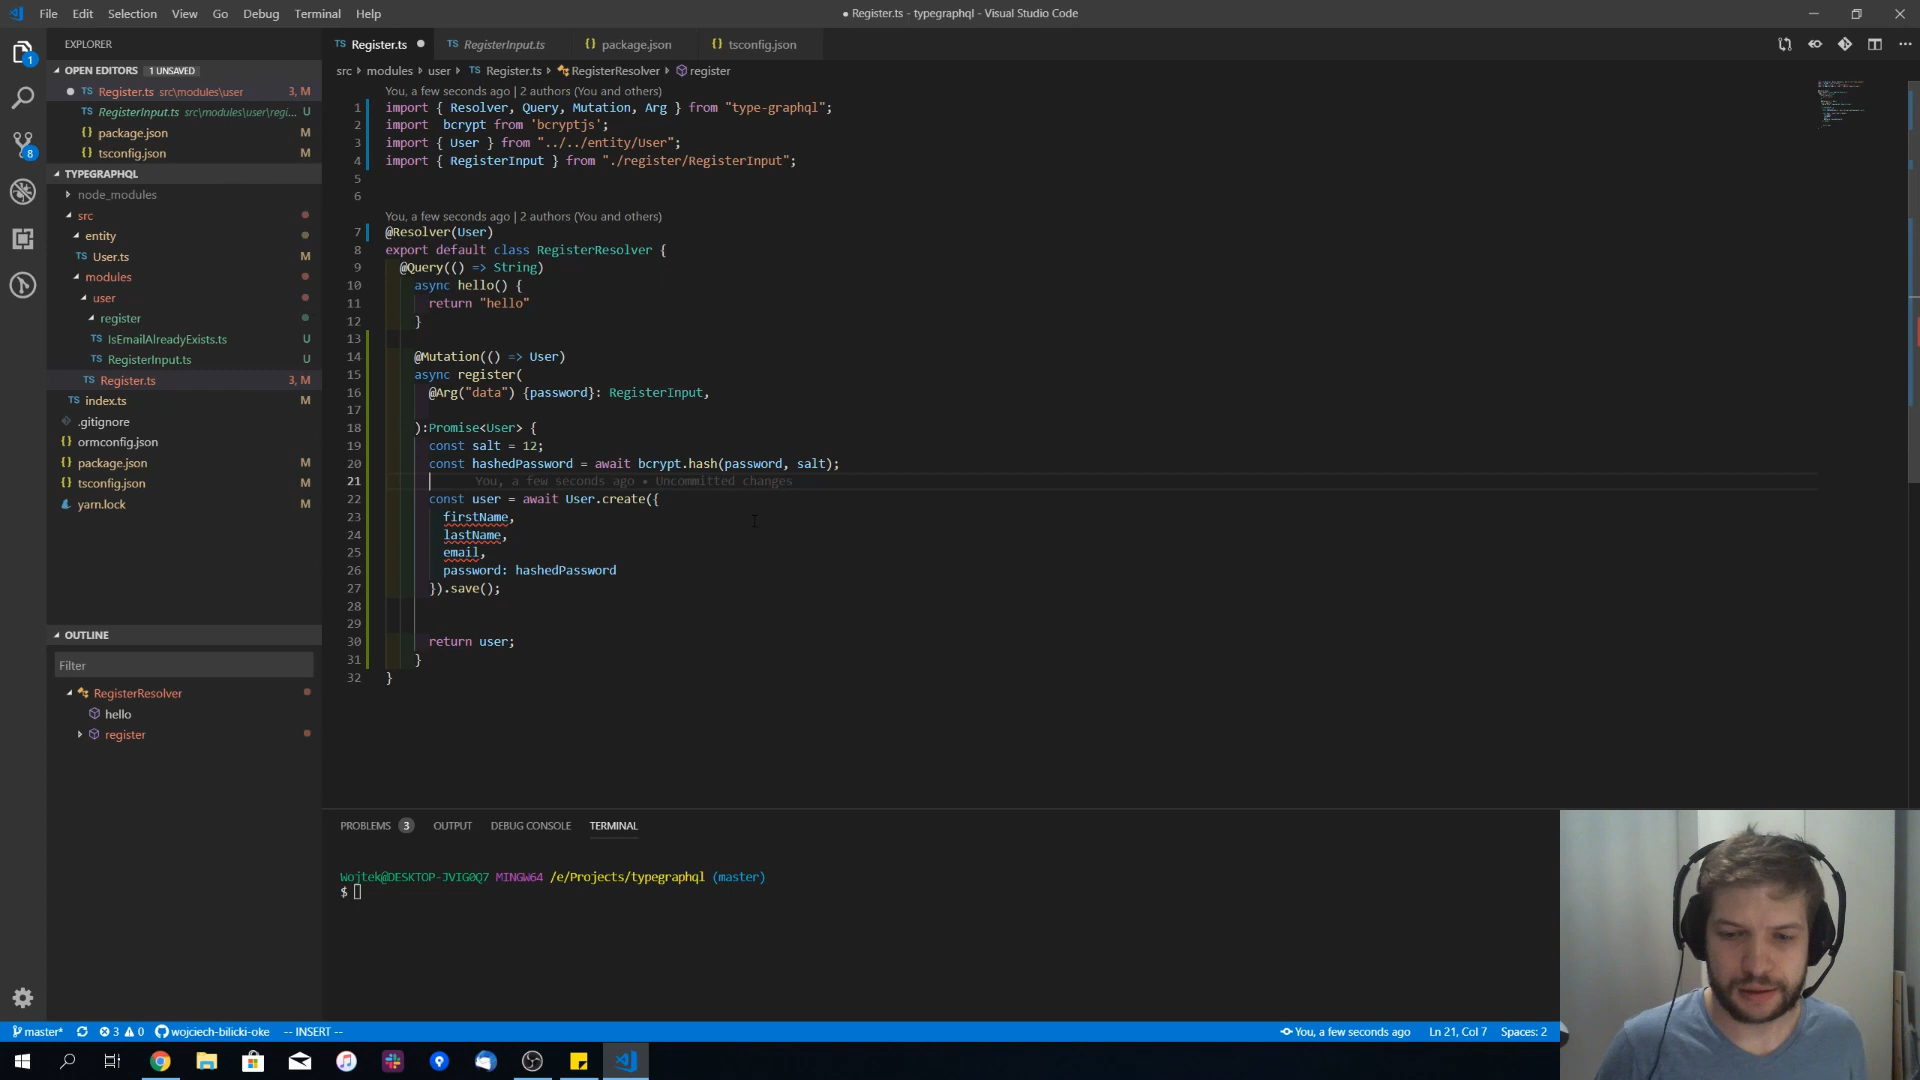 File Edit Selection View Go Debug Terminal Help
● Register.ts - typegraphql - Visual Studio Code
EXPLORER
OPEN EDITORS 1 UNSAVED
Register.ts src\modules\user 3, M
RegisterInput.ts src\modules\user\regi... U
package.json M
tsconfig.json M
TYPEGRAPHQL
node_modules
src
entity
User.ts M
modules
user
register
IsEmailAlreadyExists.ts U
RegisterInput.ts U
Register.ts 3, M
index.ts M
.gitignore
ormconfig.json
package.json M
tsconfig.json M
yarn.lock M
OUTLINE
Filter
RegisterResolver
hello
register
Register.ts RegisterInput.ts package.json tsconfig.json
src › modules › user › Register.ts › RegisterResolver › register
You, a few seconds ago | 2 authors (You and others)
1 import { Resolver, Query, Mutation, Arg } from "type-graphql";
2 import  bcrypt from 'bcryptjs';
3 import { User } from "../../entity/User";
4 import { RegisterInput } from "./register/RegisterInput";
5
6
You, a few seconds ago | 2 authors (You and others)
7 @Resolver(User)
8 export default class RegisterResolver {
9 @Query(() => String)
10 async hello() {
11 return "hello"
12 }
13
14 @Mutation(() => User)
15 async register(
16 @Arg("data") {password}: RegisterInput,
17
18 ):Promise<User> {
19 const salt = 12;
20 const hashedPassword = await bcrypt.hash(password, salt);
21 You, a few seconds ago • Uncommitted changes
22 const user = await User.create({
23 firstName,
24 lastName,
25 email,
26 password: hashedPassword
27 }).save();
28
29
30 return user;
31 }
32 }
PROBLEMS 3 OUTPUT DEBUG CONSOLE TERMINAL
Wojtek@DESKTOP-JVIG0Q7 MINGW64 /e/Projects/typegraphql (master)
$
master* 3 0 wojciech-bilicki-oke -- INSERT -- You, a few seconds ago Ln 21, Col 7 Spaces: 2
1
8